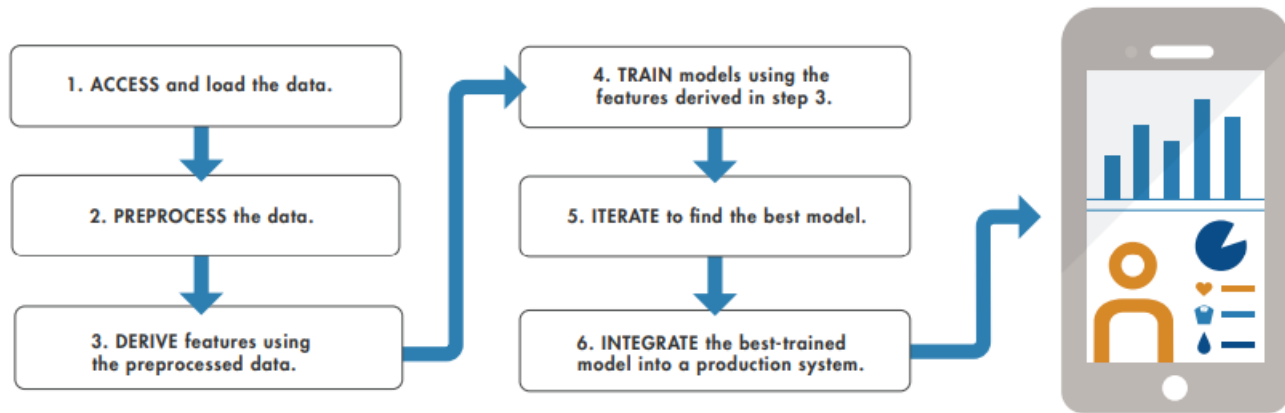 1. ACCESS and load the data.
2. PREPROCESS the data.
3. DERIVE features using
the preprocessed data.
4. TRAIN models using the
features derived in step 3.
5. ITERATE to find the best model.
6. INTEGRATE the best-trained
model into a production system.